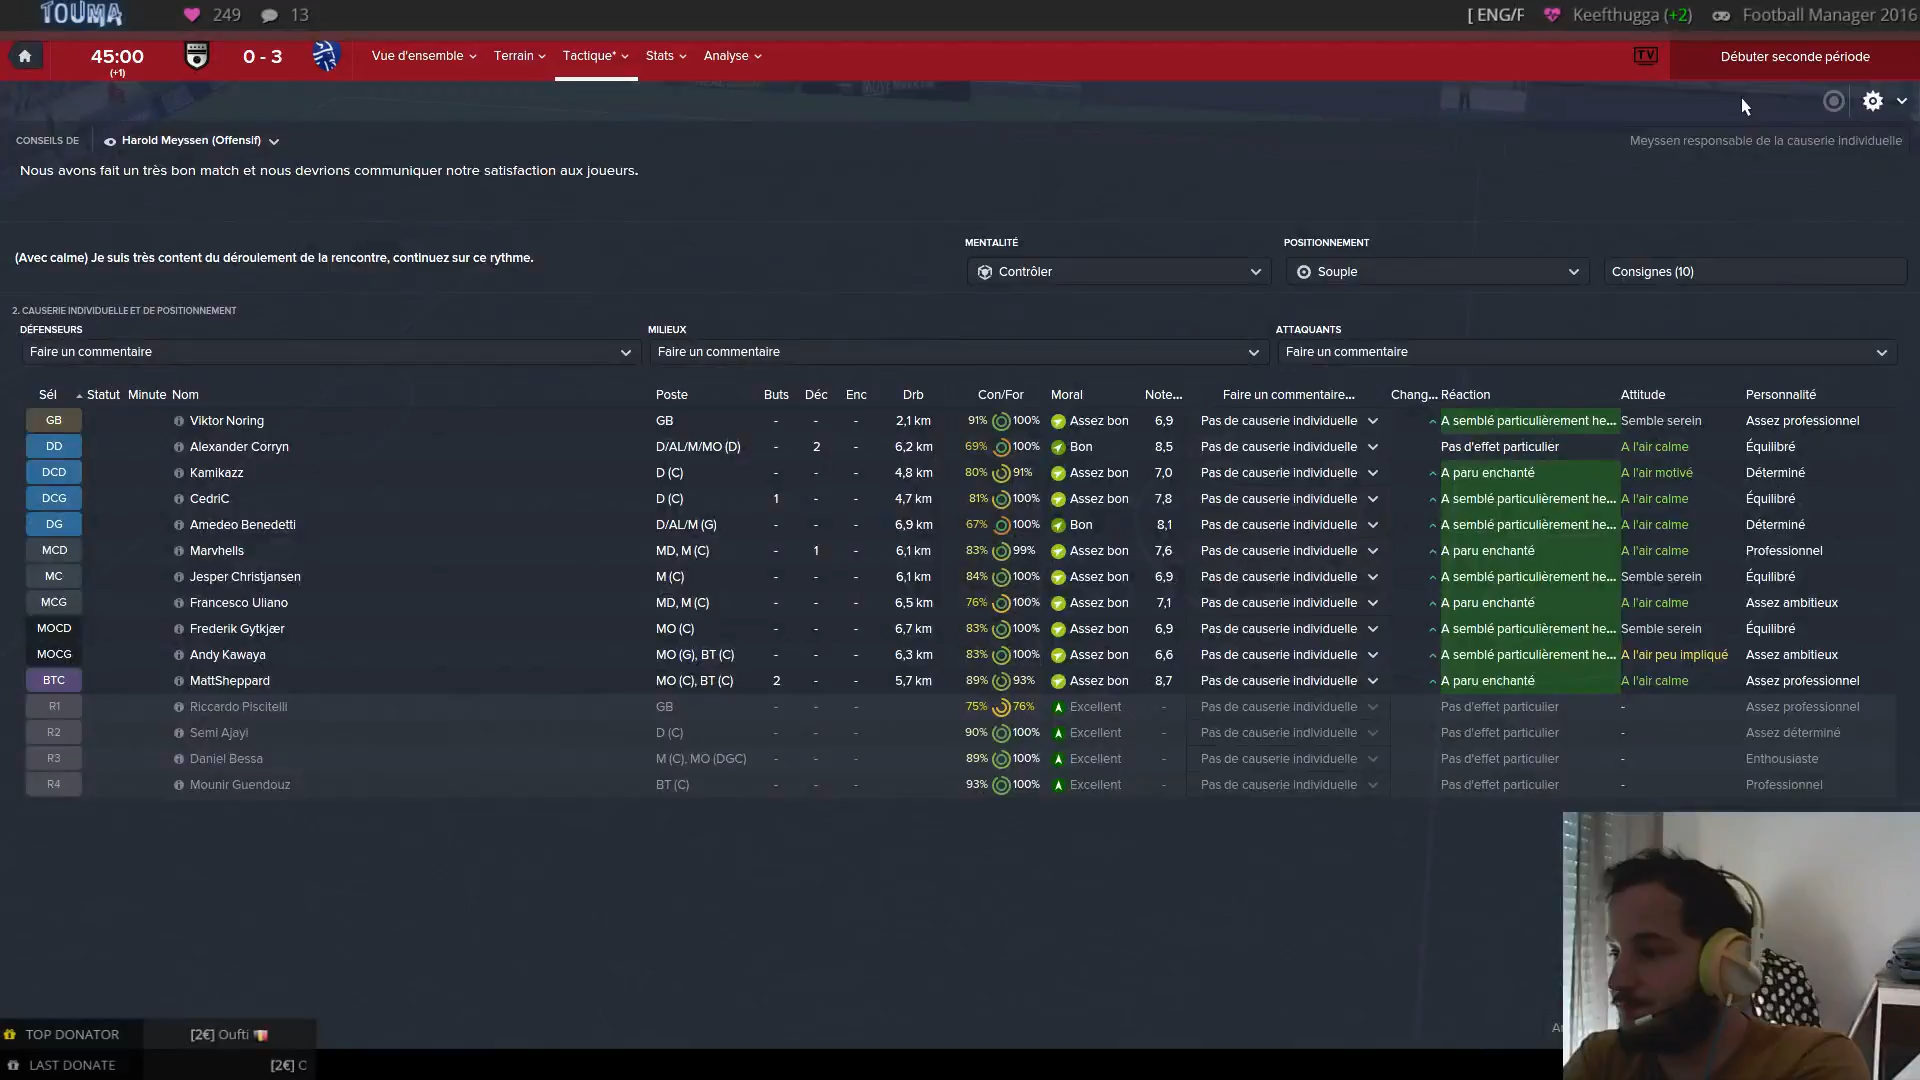 TOUMA 249 13 [ ENG/F Keefthugga (+2) Football Manager 2016
45:00 (+1) 0 - 3 Vue d'ensemble Terrain Tactique* Stats Analyse TV Débuter seconde période
CONSEILS DE Harold Meyssen (Offensif) Meyssen responsable de la causerie individuelle
Nous avons fait un très bon match et nous devrions communiquer notre satisfaction aux joueurs.
MENTALITÉ POSITIONNEMENT
(Avec calme) Je suis très content du déroulement de la rencontre, continuez sur ce rythme. Contrôler Souple Consignes (10)
2. CAUSERIE INDIVIDUELLE ET DE POSITIONNEMENT
DÉFENSEURS MILIEUX ATTAQUANTS
Faire un commentaire Faire un commentaire Faire un commentaire
Sél Statut Minute Nom Poste Buts Déc Enc Drb Con/For Moral Note... Faire un commentaire... Chang... Réaction Attitude Personnalité
GB Viktor Noring GB - - - 2,1 km 91% 100% Assez bon 6,9 Pas de causerie individuelle A semblé particulièrement he... Semble serein Assez professionnel
DD Alexander Corryn D/AL/M/MO (D) - 2 - 6,2 km 69% 100% Bon 8,5 Pas de causerie individuelle Pas d'effet particulier A l'air calme Équilibré
DCD Kamikazz D (C) - - - 4,8 km 80% 91% Assez bon 7,0 Pas de causerie individuelle A paru enchanté A l'air motivé Déterminé
DCG CedriC D (C) 1 - - 4,7 km 81% 100% Assez bon 7,8 Pas de causerie individuelle A semblé particulièrement he... A l'air calme Équilibré
DG Amedeo Benedetti D/AL/M (G) - - - 6,9 km 67% 100% Bon 8,1 Pas de causerie individuelle A semblé particulièrement he... A l'air calme Déterminé
MCD Marvhells MD, M (C) - 1 - 6,1 km 83% 99% Assez bon 7,6 Pas de causerie individuelle A paru enchanté A l'air calme Professionnel
MC Jesper Christjansen M (C) - - - 6,1 km 84% 100% Assez bon 6,9 Pas de causerie individuelle A semblé particulièrement he... Semble serein Équilibré
MCG Francesco Uliano MD, M (C) - - - 6,5 km 76% 100% Assez bon 7,1 Pas de causerie individuelle A paru enchanté A l'air calme Assez ambitieux
MOCD Frederik Gytkjær MO (C) - - - 6,7 km 83% 100% Assez bon 6,9 Pas de causerie individuelle A semblé particulièrement he... Semble serein Équilibré
MOCG Andy Kawaya MO (G), BT (C) - - - 6,3 km 83% 100% Assez bon 6,6 Pas de causerie individuelle A semblé particulièrement he... A l'air peu impliqué Assez ambitieux
BTC MattSheppard MO (C), BT (C) 2 - - 5,7 km 89% 93% Assez bon 8,7 Pas de causerie individuelle A paru enchanté A l'air calme Assez professionnel
R1 Riccardo Piscitelli GB - - - 75% 76% Excellent - Pas de causerie individuelle Pas d'effet particulier - Assez professionnel
R2 Semi Ajayi D (C) - - - 90% 100% Excellent - Pas de causerie individuelle Pas d'effet particulier - Assez déterminé
R3 Daniel Bessa M (C), MO (DGC) - - - 89% 100% Excellent - Pas de causerie individuelle Pas d'effet particulier - Enthousiaste
R4 Mounir Guendouz BT (C) - - - 93% 100% Excellent - Pas de causerie individuelle Pas d'effet particulier - Professionnel
TOP DONATOR [2€] Oufti
LAST DONATE [2€]